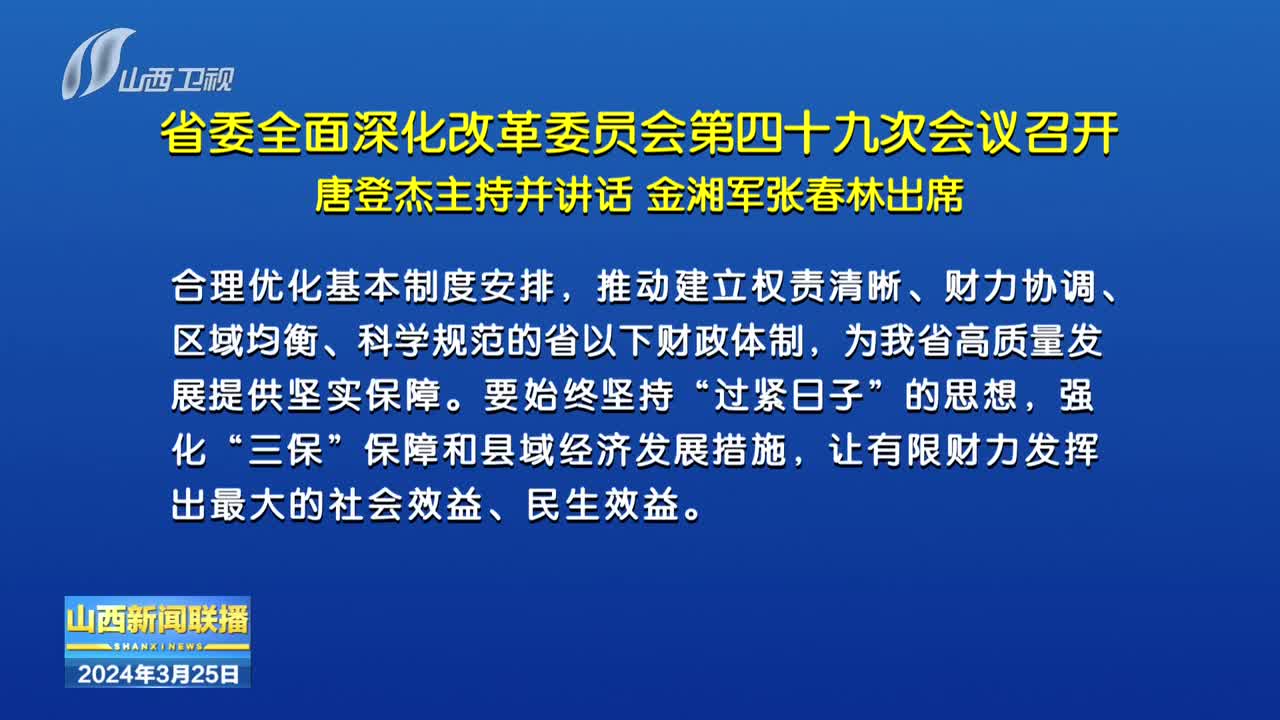 山西卫视
省委全面深化改革委员会第四十九次会议召开
唐登杰主持并讲话 金湘军张春林出席
合理优化基本制度安排，推动建立权责清晰、财力协调、
区域均衡、科学规范的省以下财政体制，为我省高质量发
展提供坚实保障。要始终坚持“过紧日子”的思想，强
化“三保”保障和县域经济发展措施，让有限财力发挥
出最大的社会效益、民生效益。
山西新闻联播
SHANXI NEWS
2024年3月25日